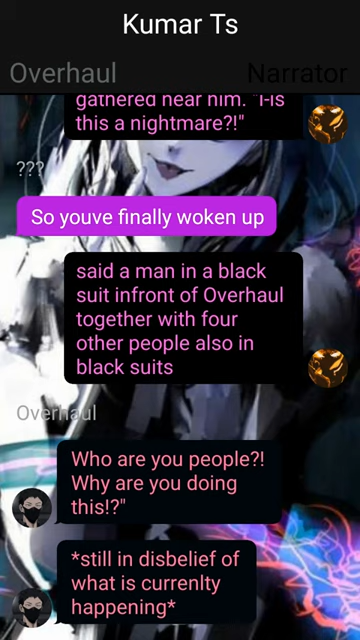 Kumar Ts
Overhaul
Narrator
gathered near him. "I-is
this a nightmare?!"
???
So youve finally woken up
said a man in a black
suit infront of Overhaul
together with four
other people also in
black suits
Overhaul
Who are you people?!
Why are you doing
this!?"
*still in disbelief of
what is currenlty
happening*